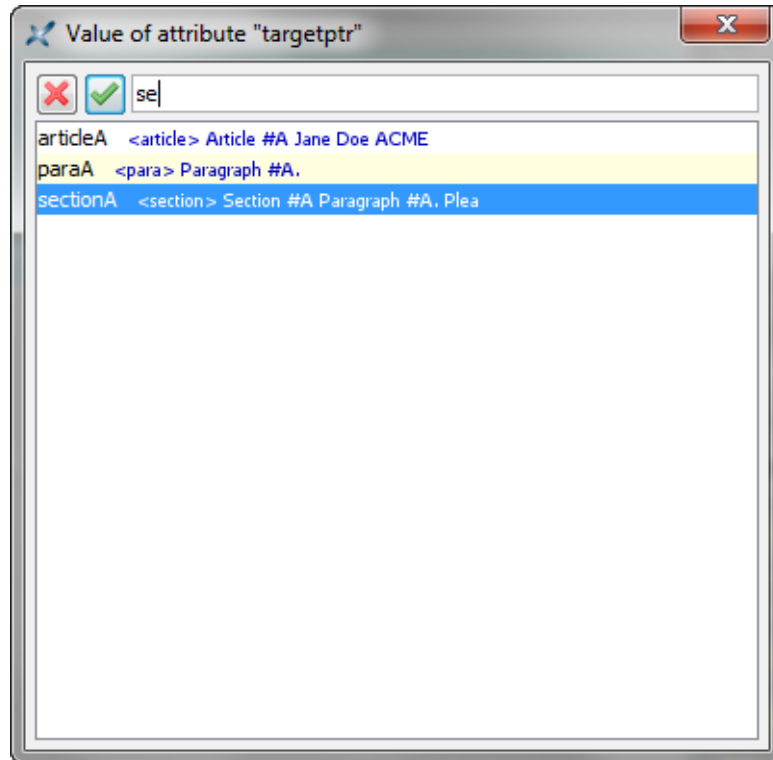 Value of attribute "targetptr"
se
articleA <article> Article #A Jane Doe ACME
paraA <para> Paragraph #A.
sectionA <section> Section #A Paragraph #A. Plea